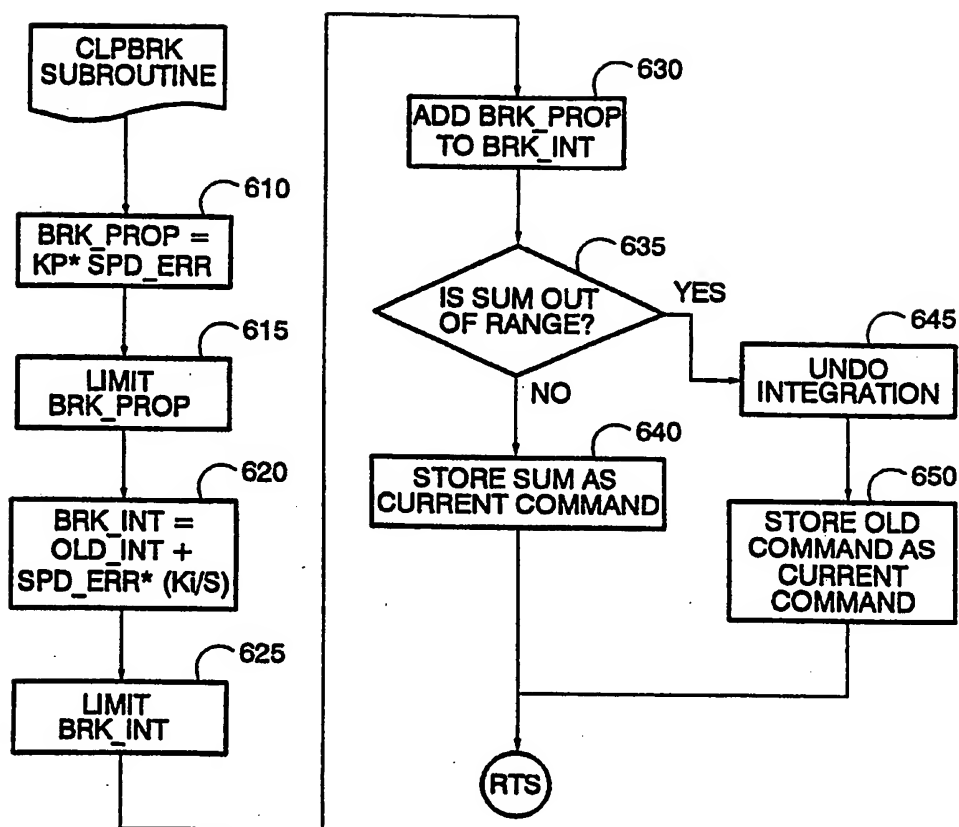 CLPBRK
SUBROUTINE
610
BRK_PROP =
KP* SPD_ERR
615
LIMIT
BRK_PROP
620
BRK_INT =
OLD_INT +
SPD_ERR* (Ki/S)
625
LIMIT
BRK_INT
630
ADD BRK_PROP
TO BRK_INT
635
IS SUM OUT
OF RANGE?
YES
NO
640
STORE SUM AS
CURRENT COMMAND
645
UNDO
INTEGRATION
650
STORE OLD
COMMAND AS
CURRENT
COMMAND
RTS